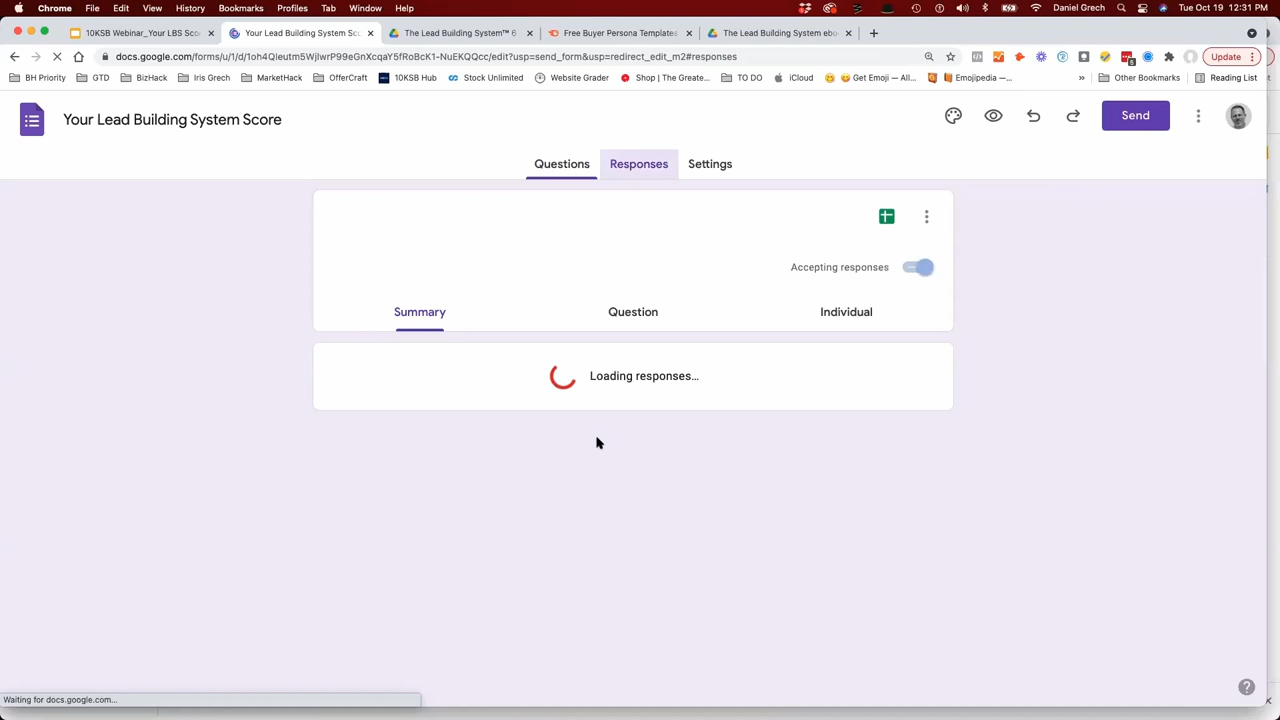 Chrome File Edit View History Bookmarks Profiles Tab Window Help Daniel Grech Tue Oct 19 12:31 PM
10KSB Webinar_Your LBS Scor Your Lead Building System Sco The Lead Building System™ 6 Free Buyer Persona Templates The Lead Building System ebo
docs.google.com/forms/u/1/d/1oh4Qleutm5WjlwrP99eGnXcqaY5fRoBcK1-NuEKQQcc/edit?usp=send_form&usp=redirect_edit_m2#responses Update
BH Priority GTD BizHack Iris Grech MarketHack OfferCraft 10KSB Hub Stock Unlimited Website Grader Shop | The Greate... TO DO iCloud Get Emoji — All... Emojipedia —... » Other Bookmarks Reading List
Your Lead Building System Score Send
Questions Responses Settings
Accepting responses
Summary Question Individual
Loading responses...
Waiting for docs.google.com...